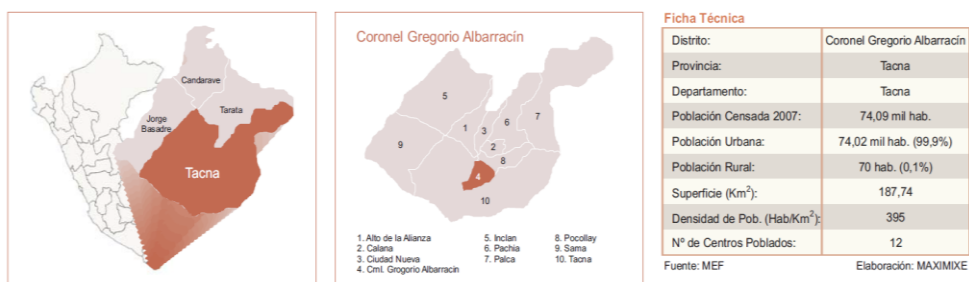 Candarave
Tarata
Jorge
Basadre
Tacna
Coronel Gregorio Albarracín
5
7
6
1
3
9
2
8
4
10
1. Alto de la Alianza
2. Calana
3. Ciudad Nueva
4. Cml. Grogorio Albarracin
5. Inclan
6. Pachia
7. Palca
8. Pocollay
9. Sama
10. Tacna
Ficha Técnica
Distrito: Coronel Gregorio Albarracín
Provincia: Tacna
Departamento: Tacna
Población Censada 2007: 74,09 mil hab.
Población Urbana: 74,02 mil hab. (99,9%)
Población Rural: 70 hab. (0,1%)
Superficie (Km²): 187,74
Densidad de Pob. (Hab/Km²): 395
Nº de Centros Poblados: 12
Fuente: MEF Elaboración: MAXIMIXE